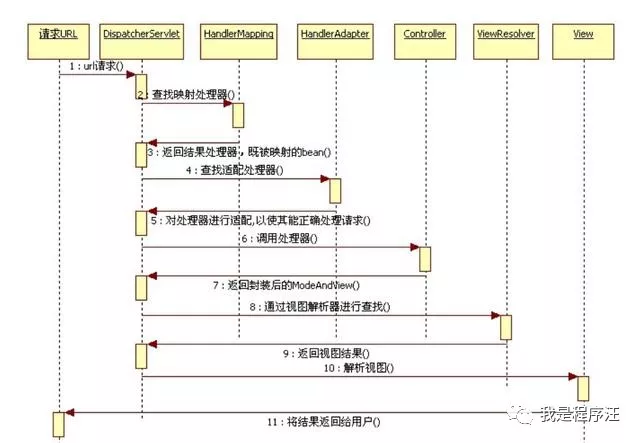 请求URL
DispatcherServlet
HandlerMapping
HandlerAdapter
Controller
ViewResolver
View
1 : url请求()
2 : 查找映射处理器()
3 : 返回结果处理器，既被映射的bean()
4 : 查找适配处理器()
5 : 对处理器进行适配,以使其能正确处理请求()
6 : 调用处理器()
7 : 返回封装后的ModeAndView()
8 : 通过视图解析器进行查找()
9 : 返回视图结果()
10 : 解析视图()
11 : 将结果返回给用户()
我是程序汪